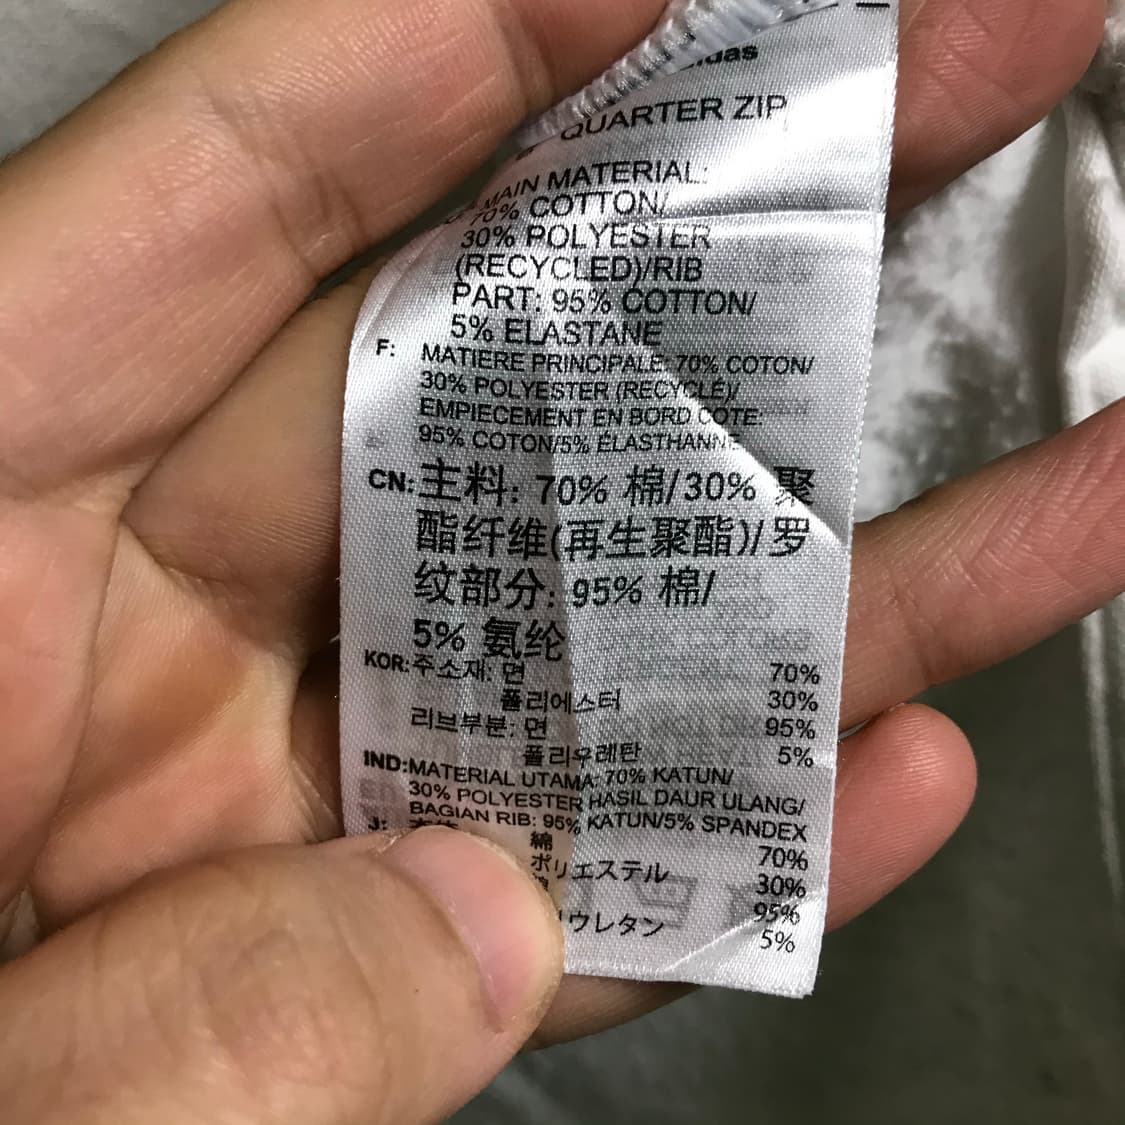 QUARTER ZIP
MAIN MATERIAL:
70% COTTON/
30% POLYESTER
(RECYCLED)/RIB
PART: 95% COTTON/
5% ELASTANE
F: MATIERE PRINCIPALE: 70% COTON/
30% POLYESTER (RECYCLÉ)/
EMPIECEMENT EN BORD COTE:
95% COTON/5% ÉLASTHANNE
CN: 主料: 70% 棉/30% 聚
酯纤维(再生聚酯)/罗
纹部分: 95% 棉/
5% 氨纶
KOR: 주소재: 면 70%
폴리에스터 30%
리브부분: 면 95%
폴리우레탄 5%
IND: MATERIAL UTAMA: 70% KATUN/
30% POLYESTER HASIL DAUR ULANG/
BAGIAN RIB: 95% KATUN/5% SPANDEX
J: 綿 70%
ポリエステル 30%
95%
ウレタン 5%